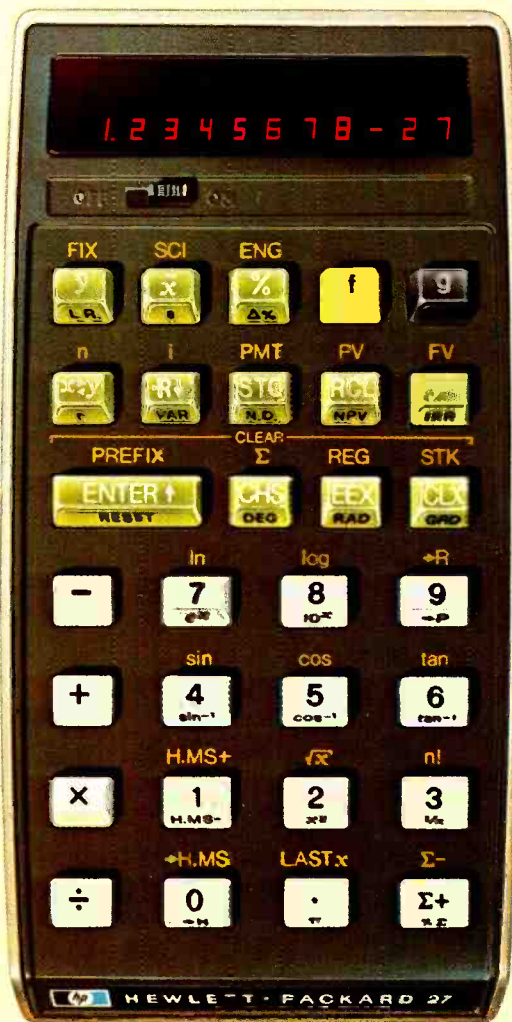 1.2345678-27
FIX SCI ENG
% f g
L.R. s Δ%
n i PMT PV FV
x⇄y R↓ STO RCL
r VAR N.D. NPV IRR
CLEAR
PREFIX Σ REG STK
ENTER↑ CHS EEX CLX
RESET DEG RAD GRD
ln log →R
− 7 8 9
eˣ 10ˣ →P
sin cos tan
+ 4 5 6
sin⁻¹ cos⁻¹ tan⁻¹
H.MS+ √x n!
× 1 2 3
H.MS− x² ¹/x
→H.MS LAST x Σ−
÷ 0 · Σ+
→H π
hp HEWLETT·PACKARD 27